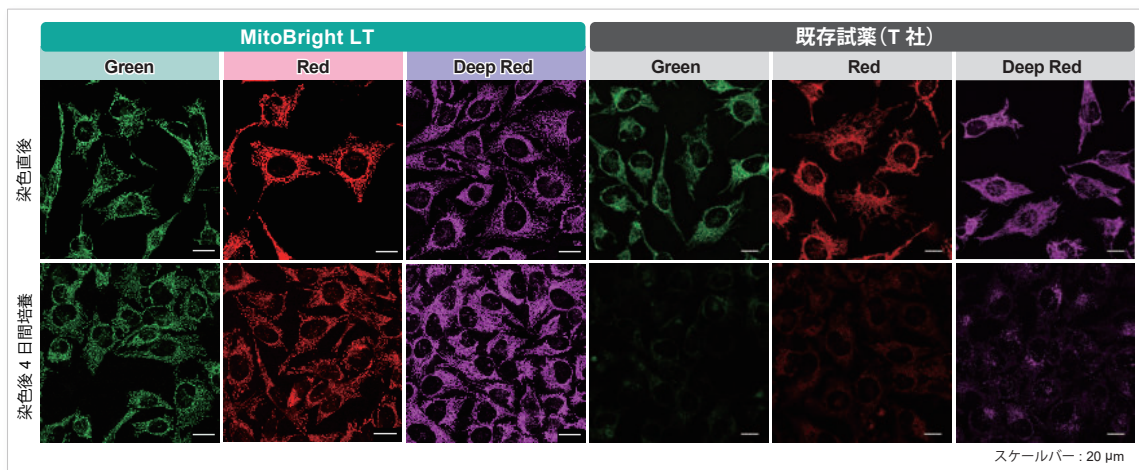 MitoBright LT
既存試薬(T 社)
Green
Red
Deep Red
Green
Red
Deep Red
染色直後
染色後 4 日間培養
スケールバー : 20 μm